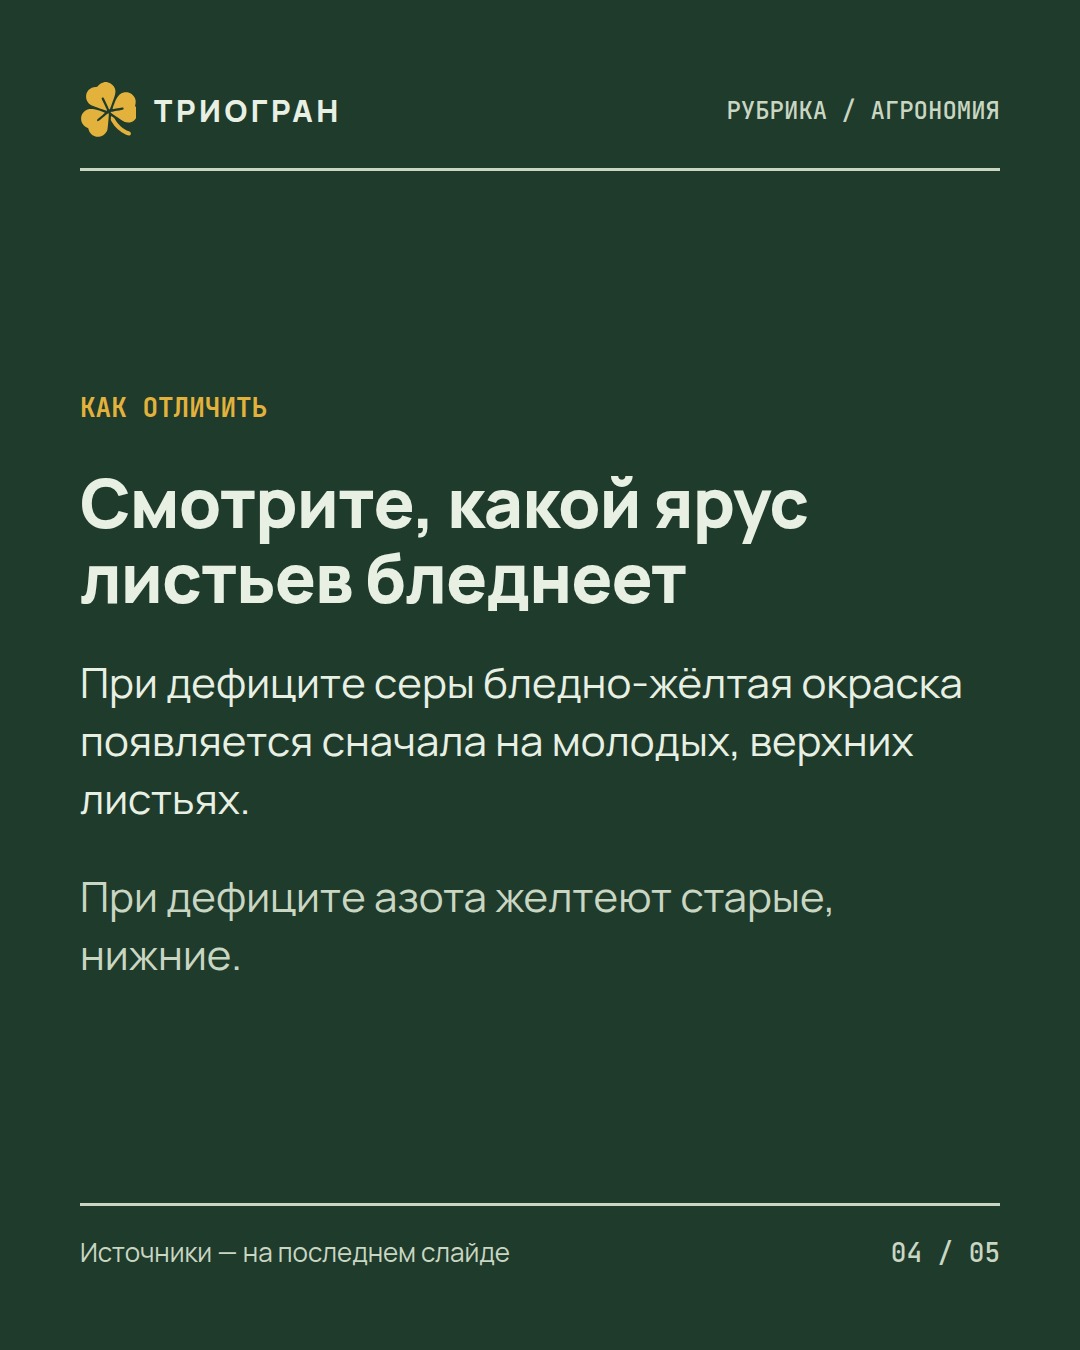 ТРИОГРАН
РУБРИКА / АГРОНОМИЯ
КАК ОТЛИЧИТЬ
Смотрите, какой ярус
листьев бледнеет
При дефиците серы бледно-жёлтая окраска
появляется сначала на молодых, верхних
листьях.
При дефиците азота желтеют старые,
нижние.
Источники — на последнем слайде
04 / 05